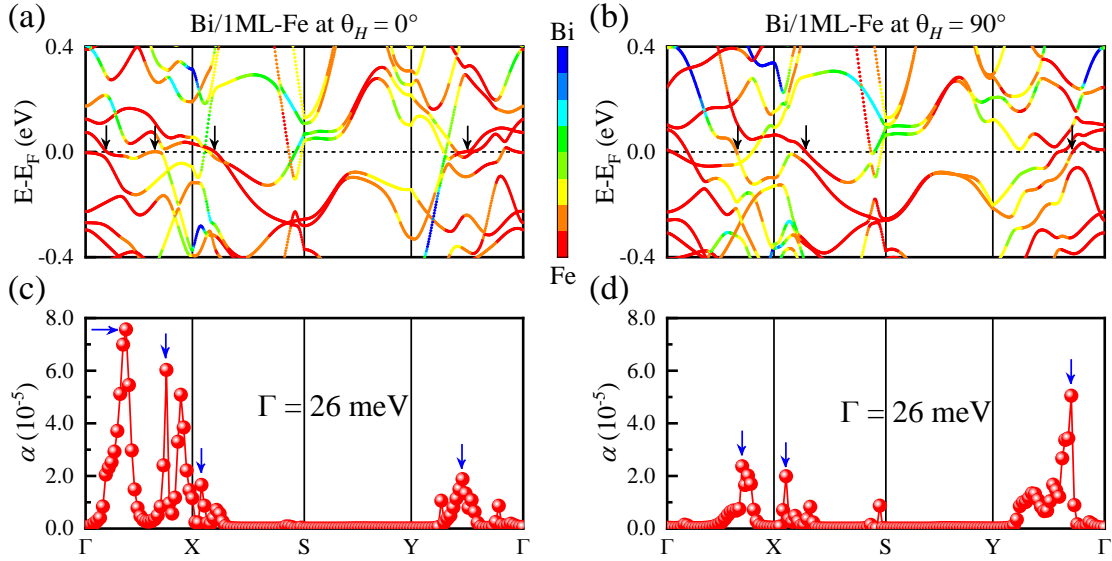 (a) Bi/1ML-Fe at θ_H = 0° Bi (b) Bi/1ML-Fe at θ_H = 90°
0.4 0.4
0.2 0.2
E-E_F (eV) 0.0 E-E_F (eV) 0.0
-0.2 -0.2
-0.4 Fe -0.4
(c) (d)
8.0 8.0
6.0 6.0
α (10⁻⁵) 4.0 Γ = 26 meV α (10⁻⁵) 4.0 Γ = 26 meV
2.0 2.0
0.0 0.0
Γ X S Y Γ Γ X S Y Γ